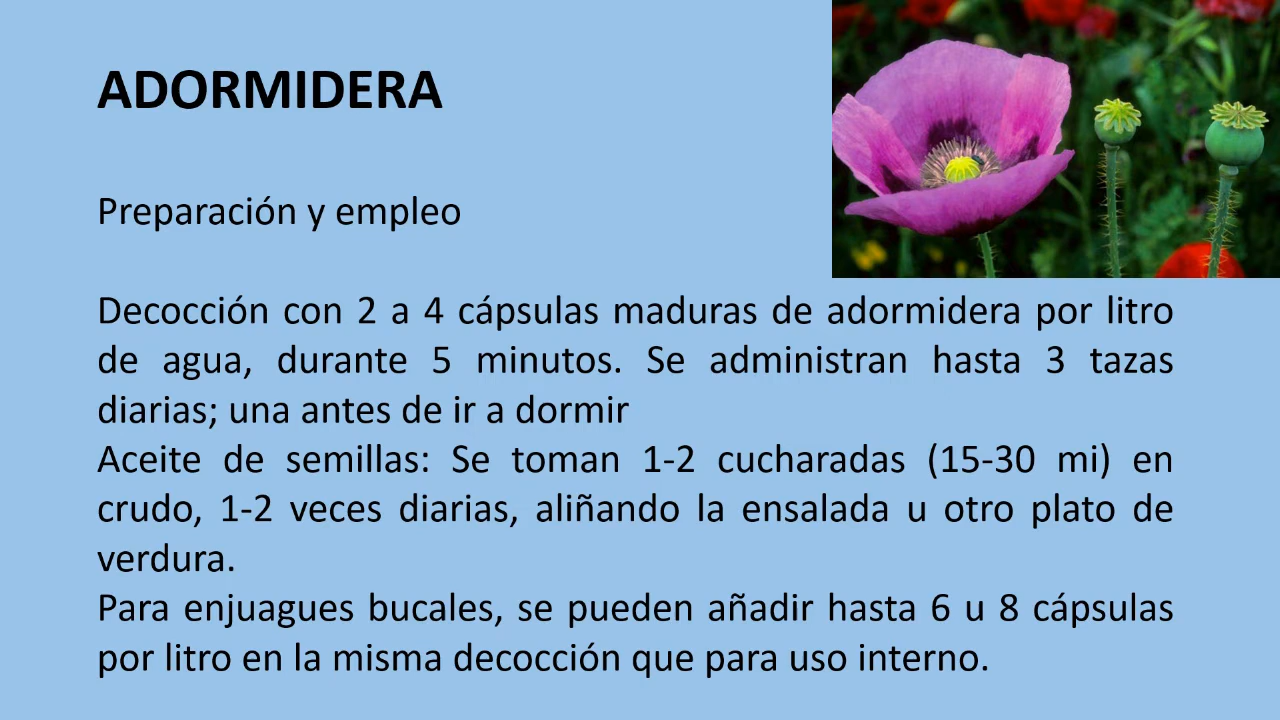 ADORMIDERA
Preparación y empleo
Decocción con 2 a 4 cápsulas maduras de adormidera por litro
de agua, durante 5 minutos. Se administran hasta 3 tazas
diarias; una antes de ir a dormir
Aceite de semillas: Se toman 1-2 cucharadas (15-30 mi) en
crudo, 1-2 veces diarias, aliñando la ensalada u otro plato de
verdura.
Para enjuagues bucales, se pueden añadir hasta 6 u 8 cápsulas
por litro en la misma decocción que para uso interno.